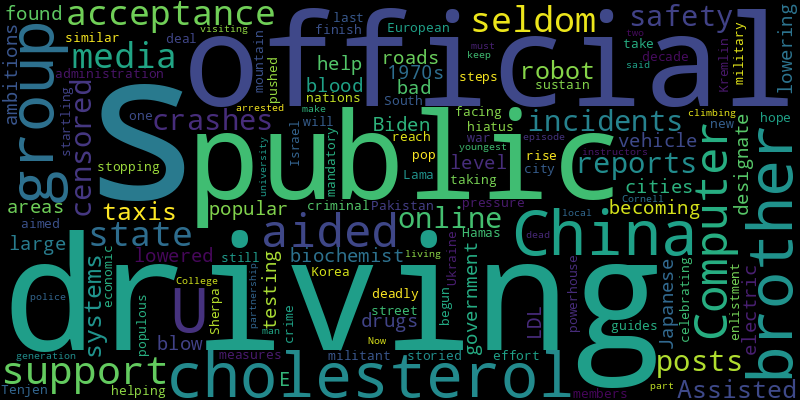 found
acceptance
official
seldom
safety
last
European
ambitions
similar
media
deal
finish
visiting
mountain
help
roads
take
two
must
said
keep
decade
Kremlin
military
lowering
administration
nations
pushed
blood
1970s
bad
South
robot
steps
sustain
group
startling
censored
S
crashes
arrested
make
Biden
hiatus
facing
incidents
vehicle
climbing
new
designate
hope
one
will
reach
war
youngest
episode
stopping
university
Israel
mandatory
public
pop
rise
level
reports
city
cities
instructors
areas
taxis
popular
criminal
Lama
Pakistan
taking
pressure
Cornell
becoming
Computer
brother
aimed
large
state
aided
online
China
local
lowered
still
biochemist
Hamas
dead
living
Ukraine
driving
systems
economic
populous
U
College
Sherpa
partnership
testing
Korea
deadly
street
drugs
begun
government
LDL
powerhouse
Japanese
celebrating
guides
enlistment
electric
police
crime
man
Now
blow
measures
militant
storied
effort
posts
part
generation
support
Tenjen
helping
cholesterol
E
members
Assisted